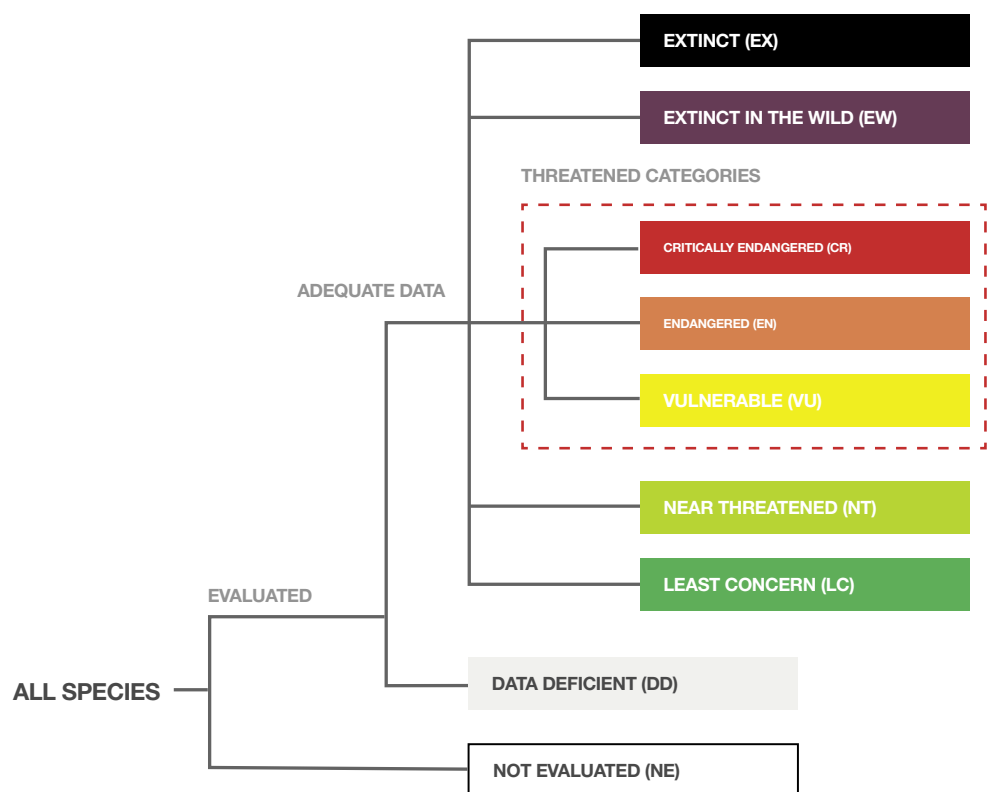 EXTINCT (EX)
EXTINCT IN THE WILD (EW)
THREATENED CATEGORIES
CRITICALLY ENDANGERED (CR)
ADEQUATE DATA
ENDANGERED (EN)
VULNERABLE (VU)
NEAR THREATENED (NT)
LEAST CONCERN (LC)
EVALUATED
ALL SPECIES
DATA DEFICIENT (DD)
NOT EVALUATED (NE)